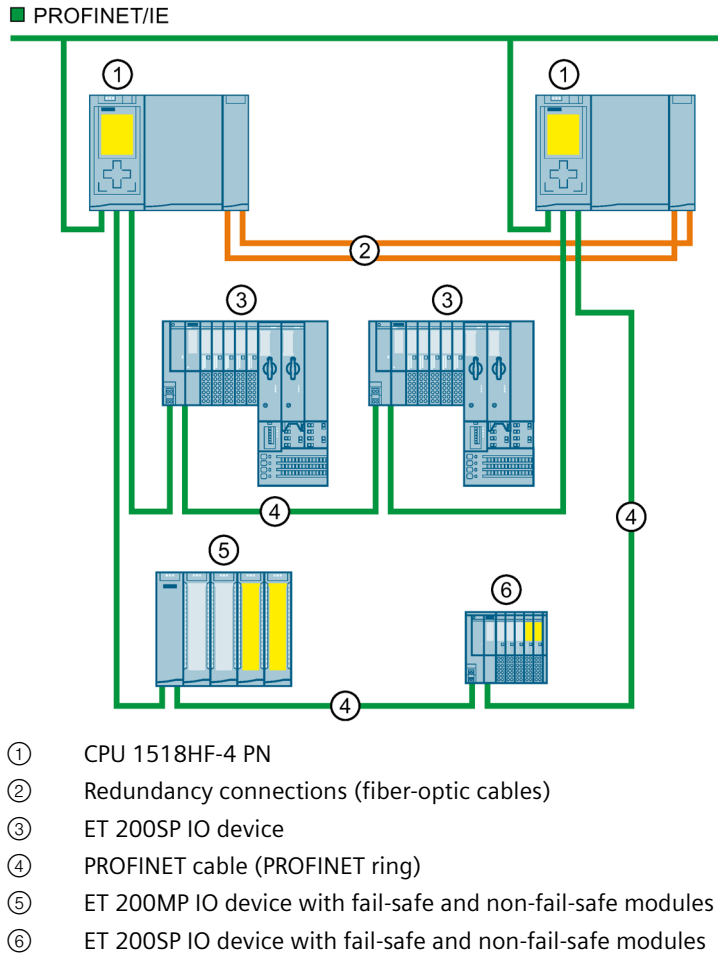 PROFINET/IE
① ①
②
③ ③
④ ④
⑤
⑥
④
① CPU 1518HF-4 PN
② Redundancy connections (fiber-optic cables)
③ ET 200SP IO device
④ PROFINET cable (PROFINET ring)
⑤ ET 200MP IO device with fail-safe and non-fail-safe modules
⑥ ET 200SP IO device with fail-safe and non-fail-safe modules